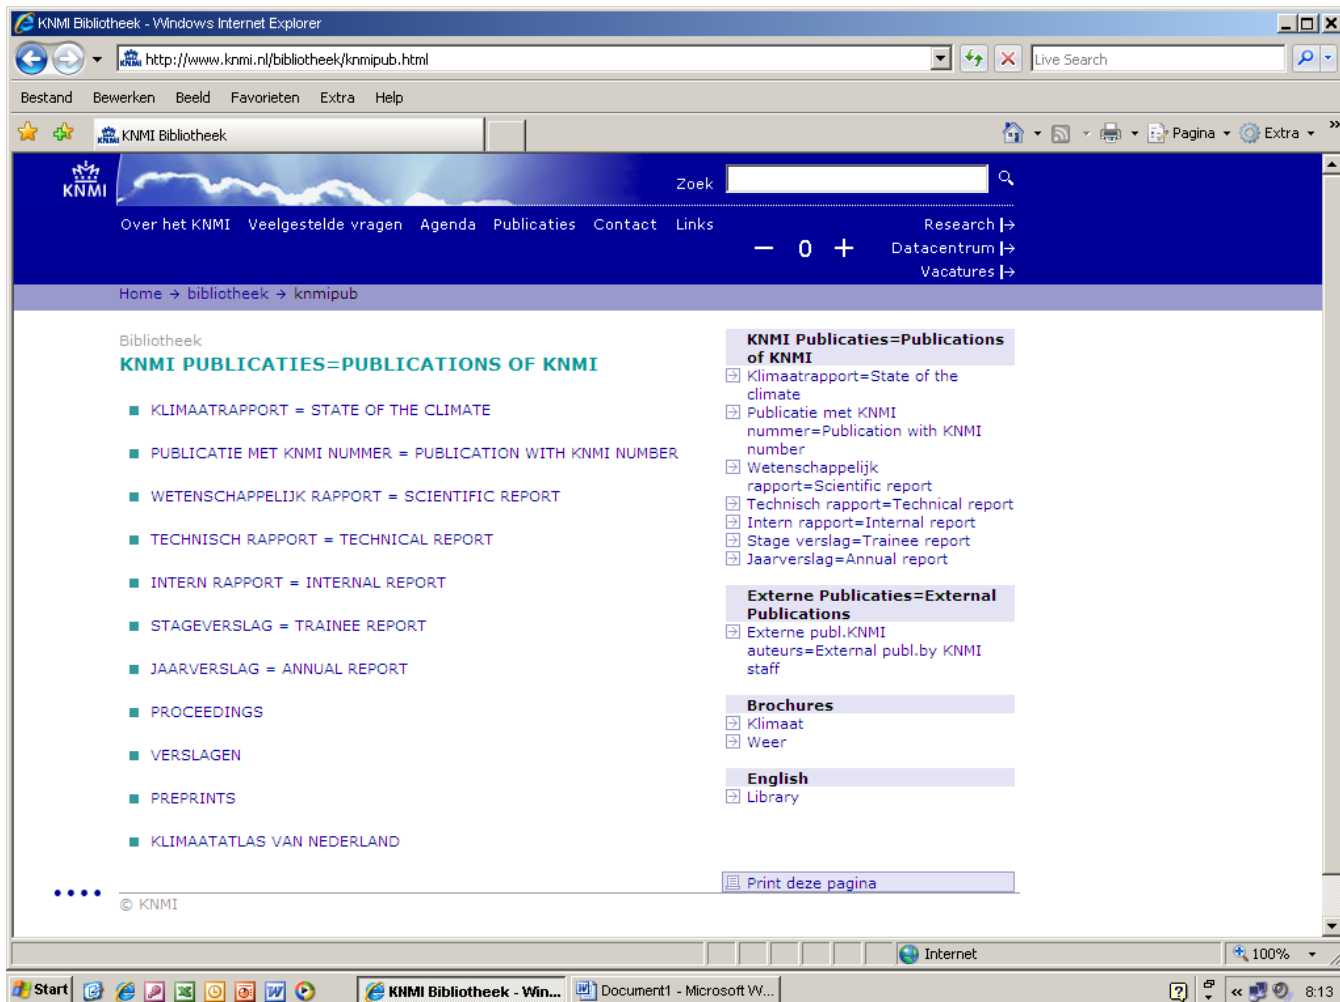 KNMI Bibliotheek - Windows Internet Explorer
http://www.knmi.nl/bibliotheek/knmipub.html
Live Search
Bestand Bewerken Beeld Favorieten Extra Help
KNMI Bibliotheek
Pagina Extra »
KNMI
Zoek
Over het KNMI Veelgestelde vragen Agenda Publicaties Contact Links
– 0 +
Research
Datacentrum
Vacatures
Home → bibliotheek → knmipub
Bibliotheek
KNMI PUBLICATIES=PUBLICATIONS OF KNMI
KLIMAATRAPPORT = STATE OF THE CLIMATE
PUBLICATIE MET KNMI NUMMER = PUBLICATION WITH KNMI NUMBER
WETENSCHAPPELIJK RAPPORT = SCIENTIFIC REPORT
TECHNISCH RAPPORT = TECHNICAL REPORT
INTERN RAPPORT = INTERNAL REPORT
STAGEVERSLAG = TRAINEE REPORT
JAARVERSLAG = ANNUAL REPORT
PROCEEDINGS
VERSLAGEN
PREPRINTS
KLIMAATATLAS VAN NEDERLAND
KNMI Publicaties=Publications
of KNMI
Klimaatrapport=State of the
climate
Publicatie met KNMI
nummer=Publication with KNMI
number
Wetenschappelijk
rapport=Scientific report
Technisch rapport=Technical report
Intern rapport=Internal report
Stage verslag=Trainee report
Jaarverslag=Annual report
Externe Publicaties=External
Publications
Externe publ.KNMI
auteurs=External publ.by KNMI
staff
Brochures
Klimaat
Weer
English
Library
Print deze pagina
© KNMI
Internet
100%
Start
KNMI Bibliotheek - Win...
Document1 - Microsoft W...
« 8:13